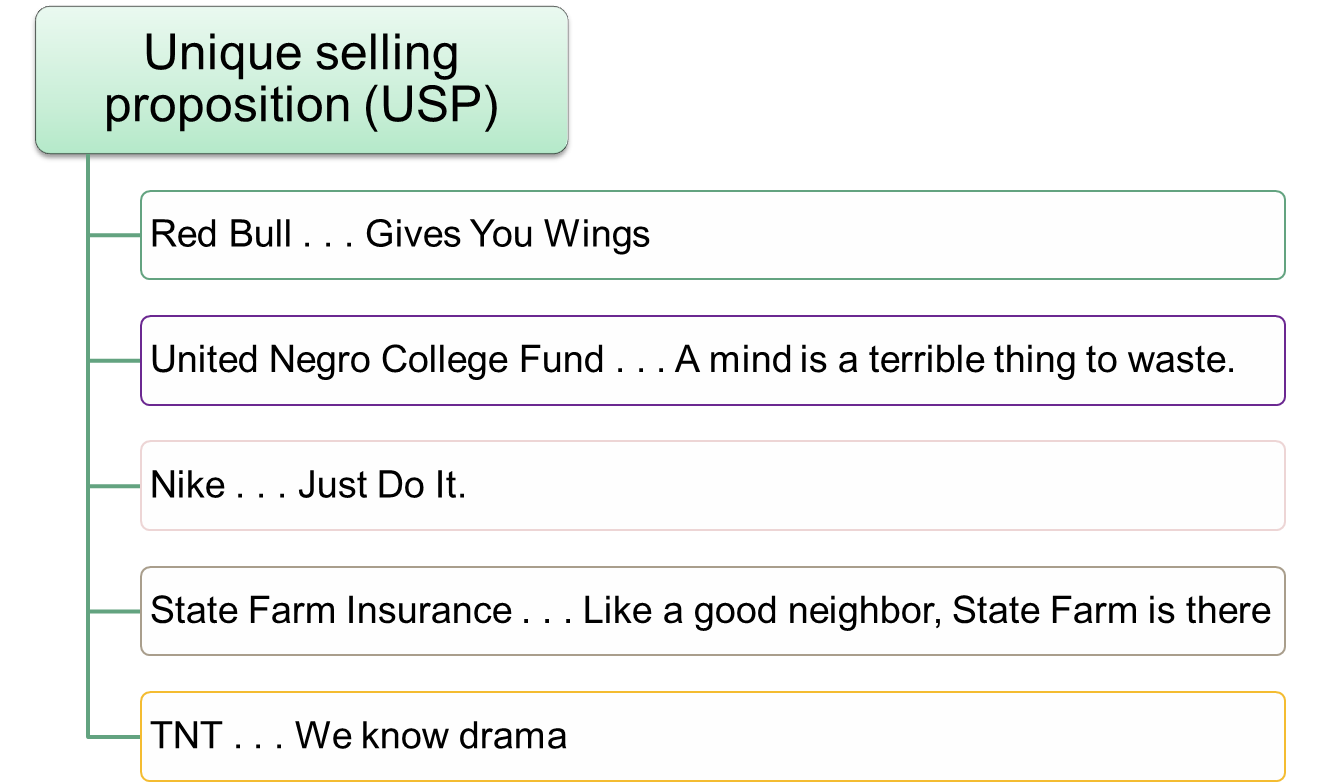 Unique selling
proposition (USP)
Red Bull . . . Gives You Wings
United Negro College Fund . . . A mind is a terrible thing to waste.
Nike . . . Just Do It.
State Farm Insurance . . . Like a good neighbor, State Farm is there
TNT . . . We know drama